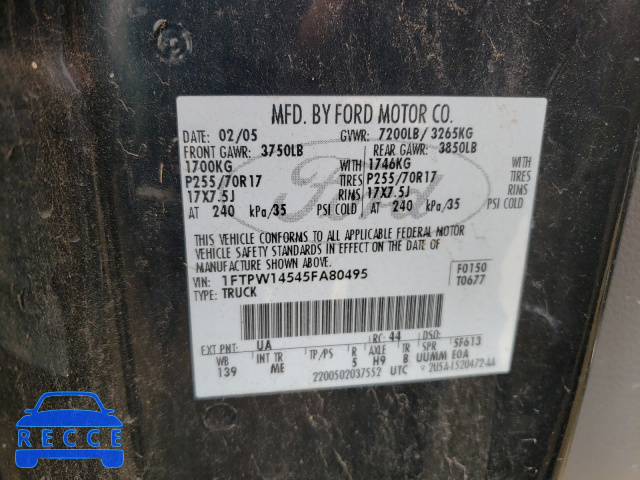 MFD. BY FORD MOTOR CO.
DATE: 02/05 GVWR: 7200LB/ 3265KG
FRONT GAWR: 3750LB REAR GAWR: 3850LB
1700KG WITH 1746KG WITH
P255/70R17 TIRES P255/70R17 TIRES
17X7.5J RIMS 17X7.5J RIMS
AT 240 kPa/35 PSI COLD AT 240 kPa/35 PSI COLD
Ford
THIS VEHICLE CONFORMS TO ALL APPLICABLE FEDERAL MOTOR
VEHICLE SAFETY STANDARDS IN EFFECT ON THE DATE OF
MANUFACTURE SHOWN ABOVE.
VIN: 1FTPW14545FA80495 F0150
TYPE: TRUCK T0677
EXT PNT: UA RC: 44 DSO:
WB INT TR TP/PS R AXLE TR SPR 5F613
139 ME 5 H9 B UUMM E0A
2200502037552 UTC
RECCE